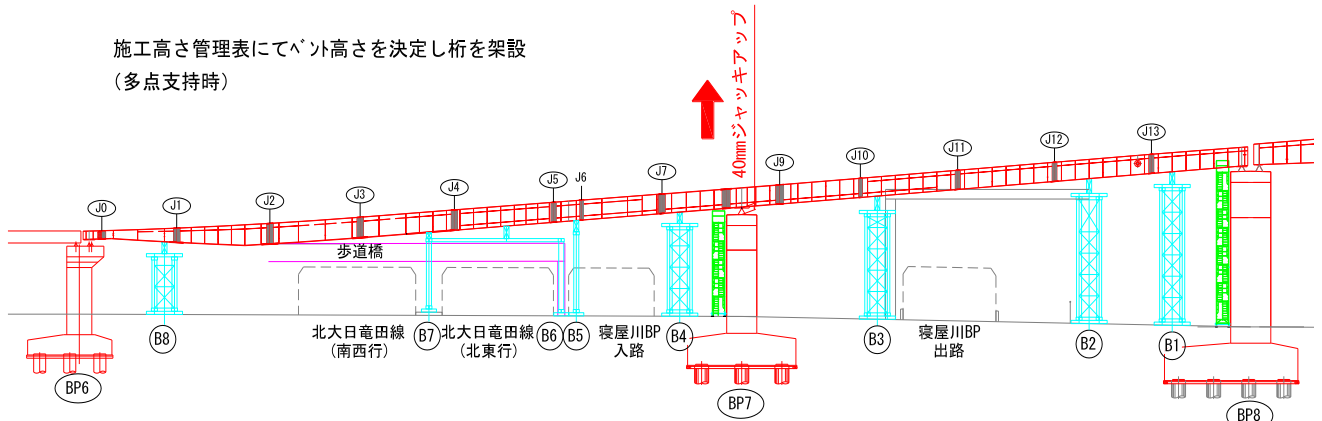 施工高さ管理表にてベント高さを決定し桁を架設
(多点支持時)
40mmジャッキアップ
J0
J1
J2
J3
J4
J5
J6
J7
J9
J10
J11
J12
J13
歩道橋
北大日竜田線
(南西行)
北大日竜田線
(北東行)
寝屋川BP
入路
寝屋川BP
出路
B8
B7
B6
B5
B4
B3
B2
B1
BP6
BP7
BP8